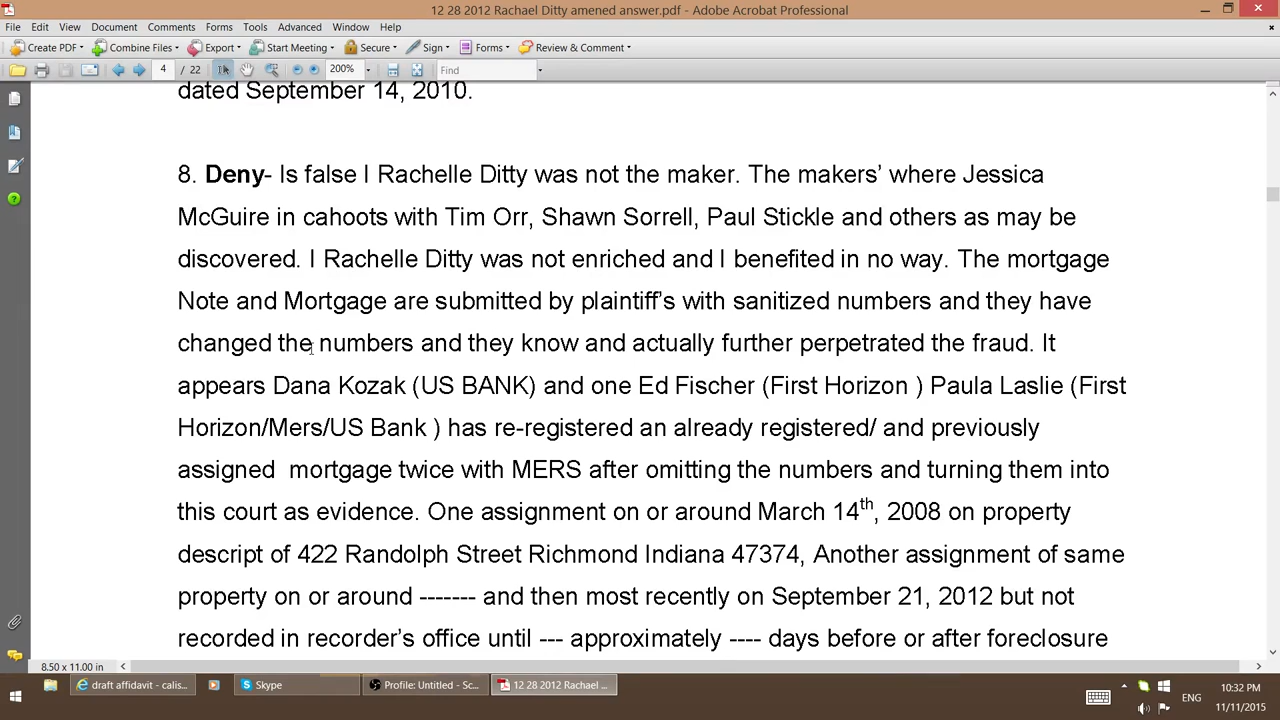 12 28 2012 Rachael Ditty amened answer.pdf - Adobe Acrobat Professional
File Edit View Document Comments Forms Tools Advanced Window Help
Create PDF Combine Files Export Start Meeting Secure Sign Forms Review & Comment
4 / 22 200% Find
dated September 14, 2010.
8. Deny- Is false I Rachelle Ditty was not the maker. The makers’ where Jessica
McGuire in cahoots with Tim Orr, Shawn Sorrell, Paul Stickle and others as may be
discovered. I Rachelle Ditty was not enriched and I benefited in no way. The mortgage
Note and Mortgage are submitted by plaintiff’s with sanitized numbers and they have
changed the numbers and they know and actually further perpetrated the fraud. It
appears Dana Kozak (US BANK) and one Ed Fischer (First Horizon ) Paula Laslie (First
Horizon/Mers/US Bank ) has re-registered an already registered/ and previously
assigned  mortgage twice with MERS after omitting the numbers and turning them into
this court as evidence. One assignment on or around March 14th, 2008 on property
descript of 422 Randolph Street Richmond Indiana 47374, Another assignment of same
property on or around ------- and then most recently on September 21, 2012 but not
recorded in recorder’s office until --- approximately ---- days before or after foreclosure
8.50 x 11.00 in
draft affidavit - calis... Skype Profile: Untitled - Sc... 12 28 2012 Rachael ... ENG 10:32 PM
11/11/2015